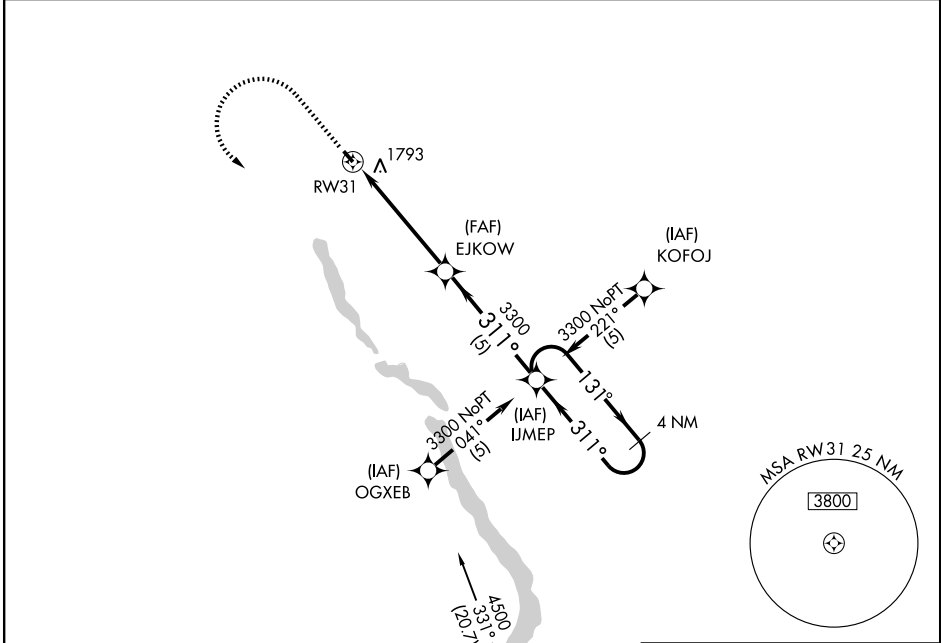 1793
RW31
(FAF)
EJKOW
(IAF)
KOFOJ
3300 NoPT
221°
(5)
3300
311°
(5)
131°
(IAF)
IJMEP
311°
4 NM
3300 NoPT
041°
(5)
(IAF)
OGXEB
MSA RW31 25 NM
3800
4500
331°